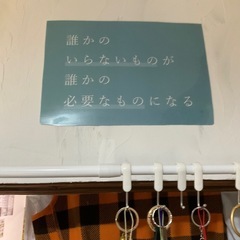 誰かの
いらないものが
誰かの
必要なものになる